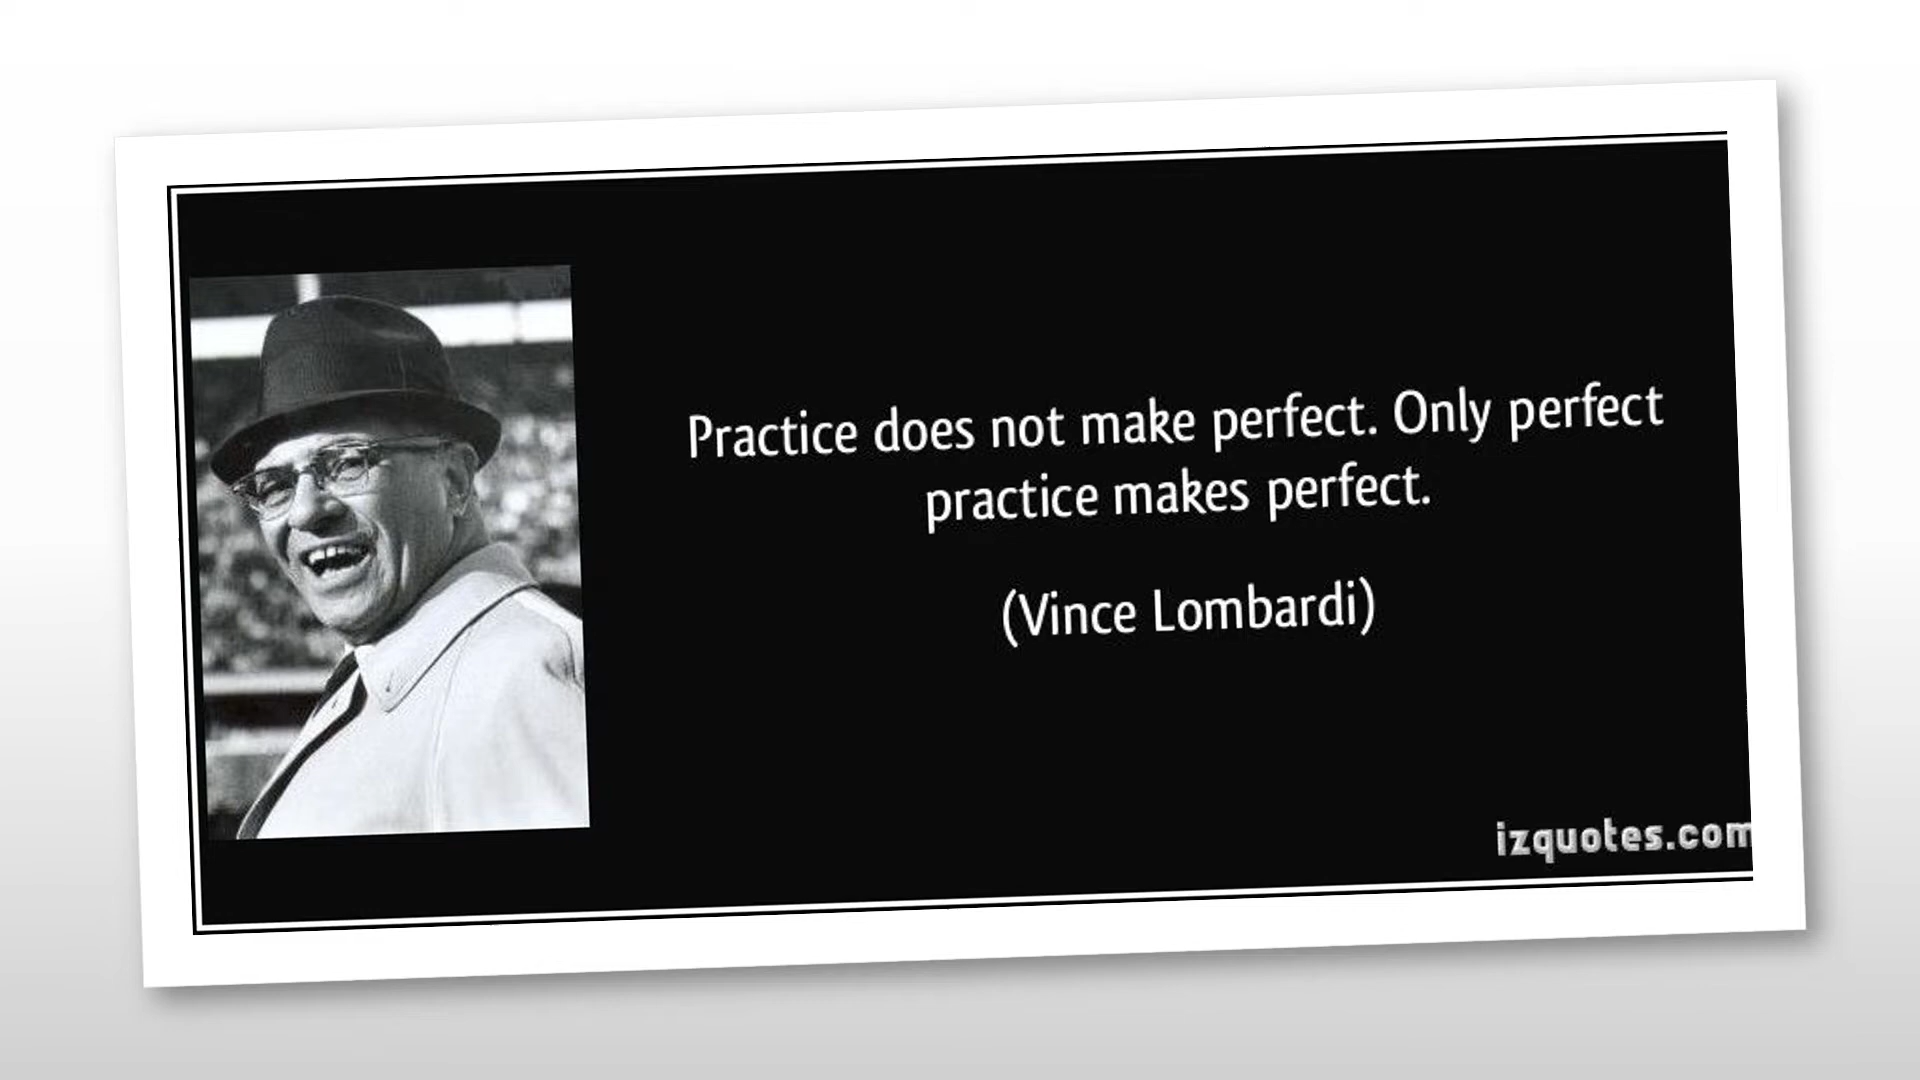 Practice does not make perfect. Only perfect
practice makes perfect.
(Vince Lombardi)
izquotes.com